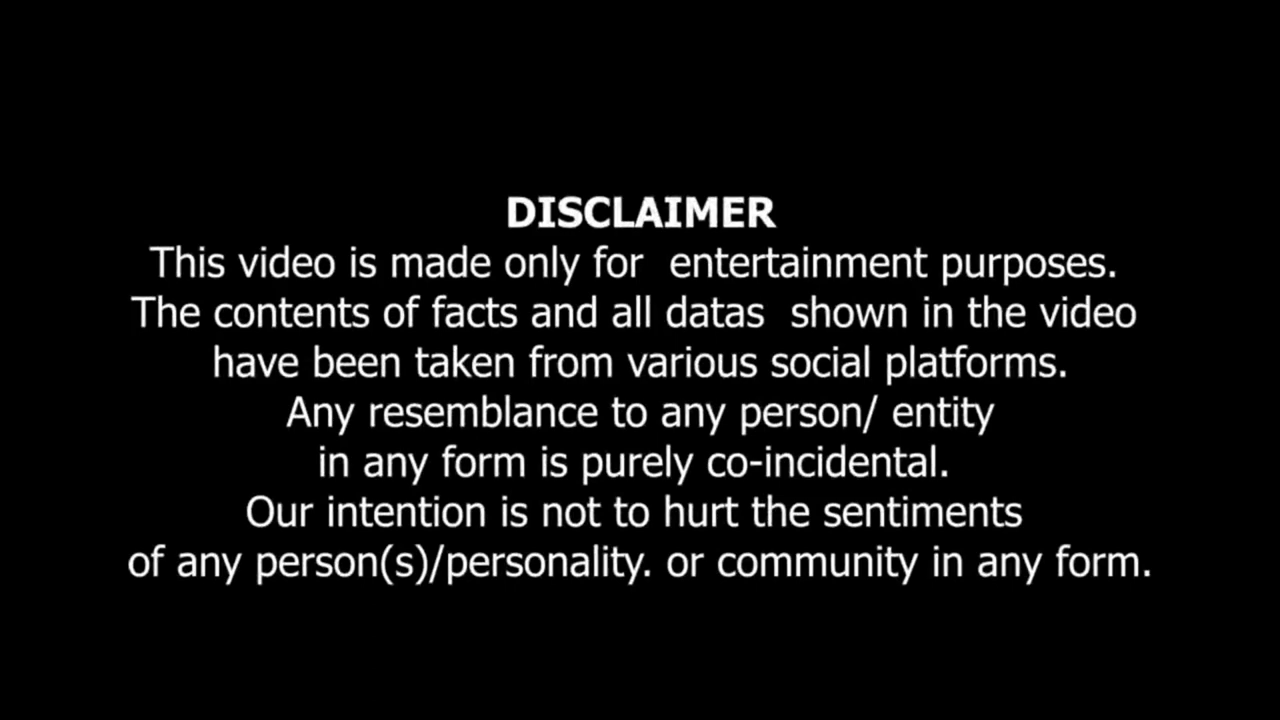 DISCLAIMER
This video is made only for  entertainment purposes.
The contents of facts and all datas  shown in the video
have been taken from various social platforms.
Any resemblance to any person/ entity
in any form is purely co-incidental.
Our intention is not to hurt the sentiments
of any person(s)/personality. or community in any form.